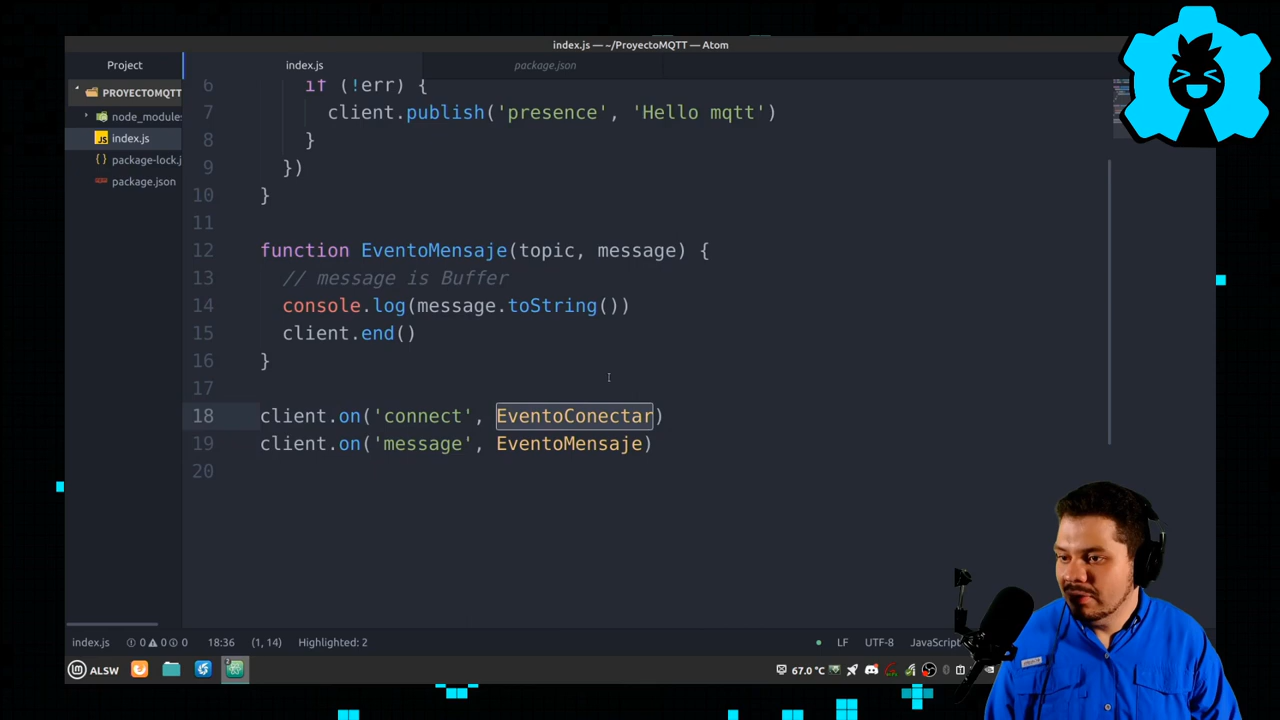 index.js — ~/ProyectoMQTT — Atom
Project
index.js
package.json
PROYECTOMQTT
node_module
index.js
package-lock.j
package.json
6 if (!err) {
7 client.publish('presence', 'Hello mqtt')
8 }
9 })
10 }
11
12 function EventoMensaje(topic, message) {
13 // message is Buffer
14 console.log(message.toString())
15 client.end()
16 }
17
18 client.on('connect', EventoConectar)
19 client.on('message', EventoMensaje)
20
index.js 0 0 0 18:36 (1, 14) Highlighted: 2 LF UTF-8 JavaScript
ALSW 67.0 °C